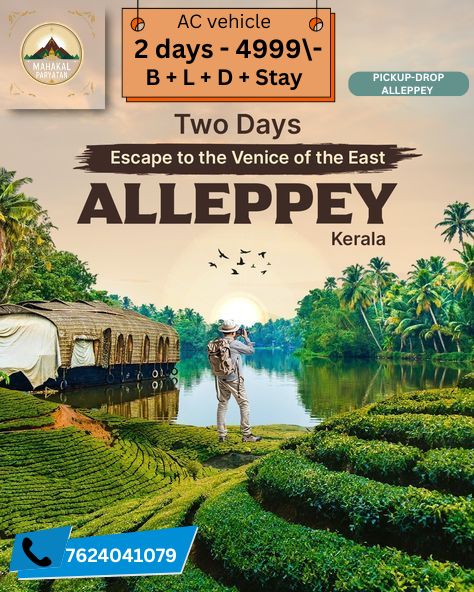 MAHAKAL
PARYATAN
AC vehicle
2 days - 4999\-
B + L + D + Stay
PICKUP-DROP
ALLEPPEY
Two Days
Escape to the Venice of the East
ALLEPPEY
Kerala
7624041079